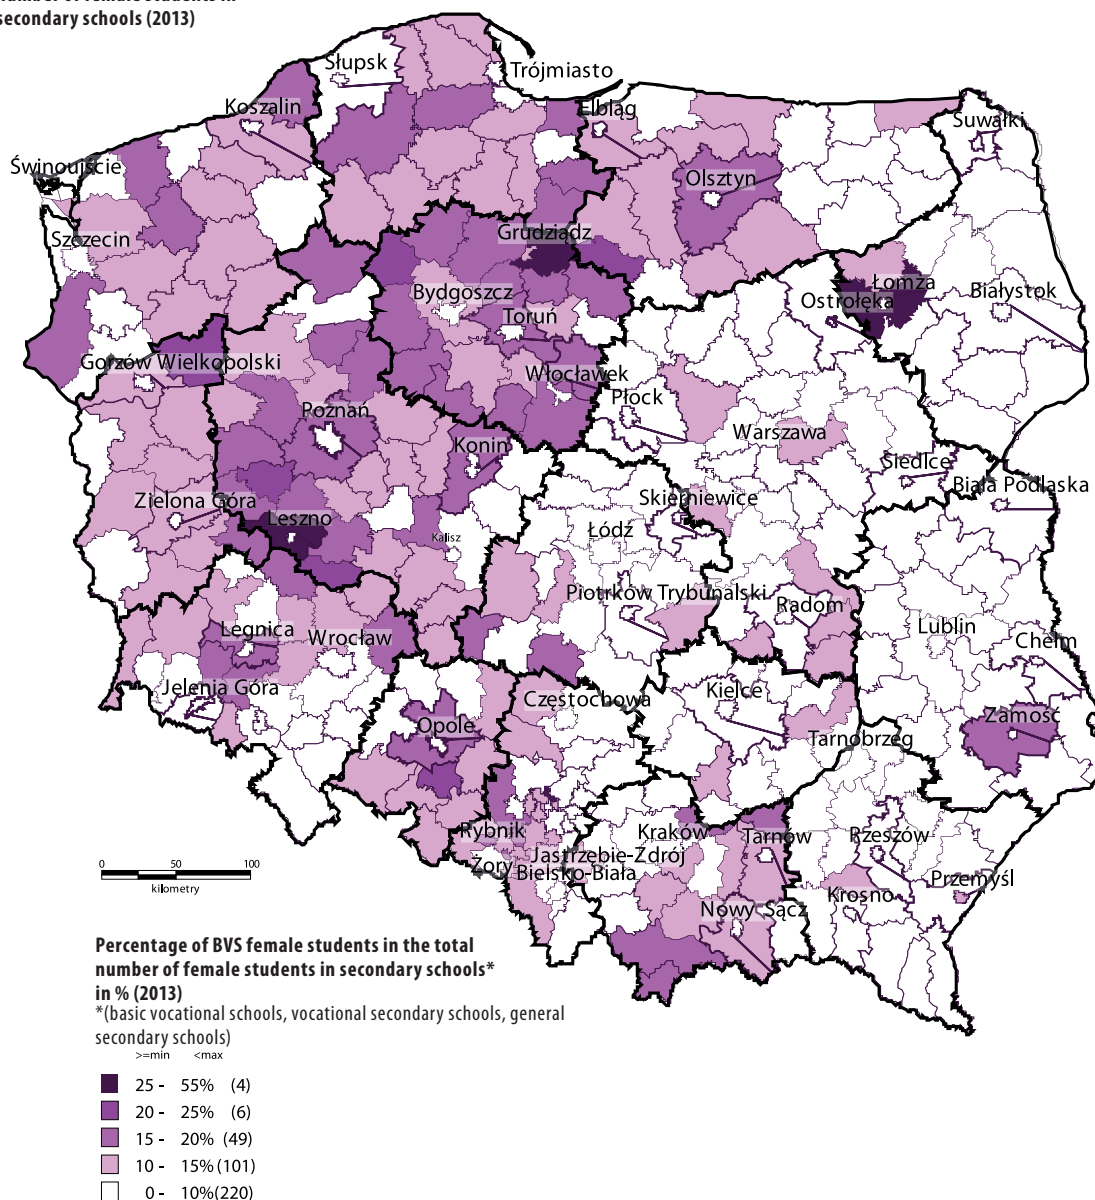 number of female students in
secondary schools (2013)
Słupsk
Trójmiasto
Koszalin
Elbląg
Suwałki
Świnoujście
Olsztyn
Szczecin
Grudziądz
Łomża
Bydgoszcz
Ostrołęka
Białystok
Toruń
Gorzów Wielkopolski
Włocławek
Płock
Poznań
Warszawa
Konin
Siedlce
Biała Podlaska
Zielona Góra
Skierniewice
Leszno
Łódź
Kalisz
Piotrków Trybunalski
Radom
Legnica
Wrocław
Lublin
Chełm
Jelenia Góra
Częstochowa
Kielce
Zamość
Opole
Tarnobrzeg
Rybnik
Kraków
Tarnów
Rzeszów
Żory
Jastrzębie-Zdrój
Bielsko-Biała
Przemyśl
Krosno
Nowy Sącz
0 50 100
kilometry
Percentage of BVS female students in the total
number of female students in secondary schools*
in % (2013)
*(basic vocational schools, vocational secondary schools, general
secondary schools)
>=min <max
25 - 55% (4)
20 - 25% (6)
15 - 20% (49)
10 - 15% (101)
0 - 10% (220)